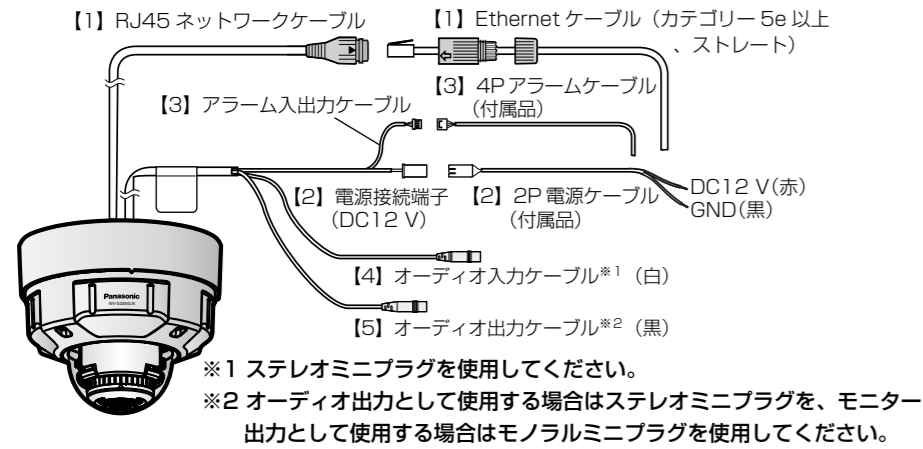 【1】RJ45 ネットワークケーブル
【1】Ethernet ケーブル（カテゴリー 5e 以上
、ストレート）
【3】アラーム入出力ケーブル
【3】4P アラームケーブル
（付属品）
【2】電源接続端子
（DC12 V）
【2】2P 電源ケーブル
（付属品）
DC12 V（赤）
GND（黒）
【4】オーディオ入力ケーブル※1（白）
【5】オーディオ出力ケーブル※2（黒）
Panasonic
※1 ステレオミニプラグを使用してください。
※2 オーディオ出力として使用する場合はステレオミニプラグを、モニター
出力として使用する場合はモノラルミニプラグを使用してください。